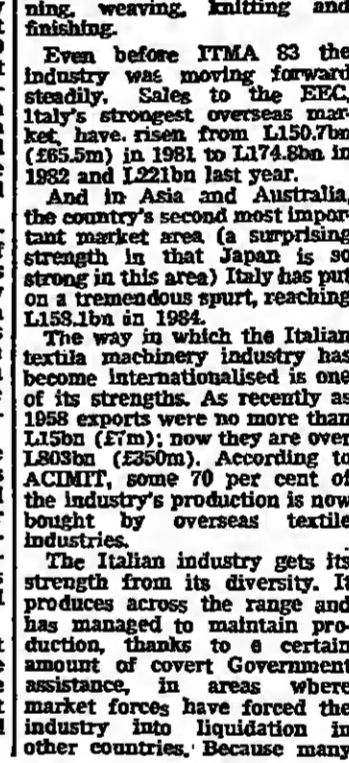 ning, weaving, knitting and
finishing.
Even before ITMA 83 the
industry was moving forward
steadily. Sales to the EEC,
Italy's strongest overseas mar-
ket, have. risen from L150.7bn
(£65.5m) in 1981 to L174.8bn in
1982 and L221bn last year.
And in Asia and Australia,
the country's second most impor-
tant market area (a surprising
strength in that Japan is so
strong in this area) Italy has put
on a tremendous spurt, reaching
L158.1bn in 1984.
The way in which the Italian
textila machinery industry has
become internationalised is one
of its strengths. As recently as
1958 exports were no more than
L15bn (£7m); now they are over
L803bn (£350m). According to
ACIMIT, some 70 per cent of
the industry's production is now
bought by overseas textile
industries.
The Italian industry gets its
strength from its diversity. It
produces across the range and
has managed to maintain pro-
duction, thanks to e certain
amount of covert Government
assistance, in areas where
market forces have forced the
industry into liquidation in
other countries. Because many